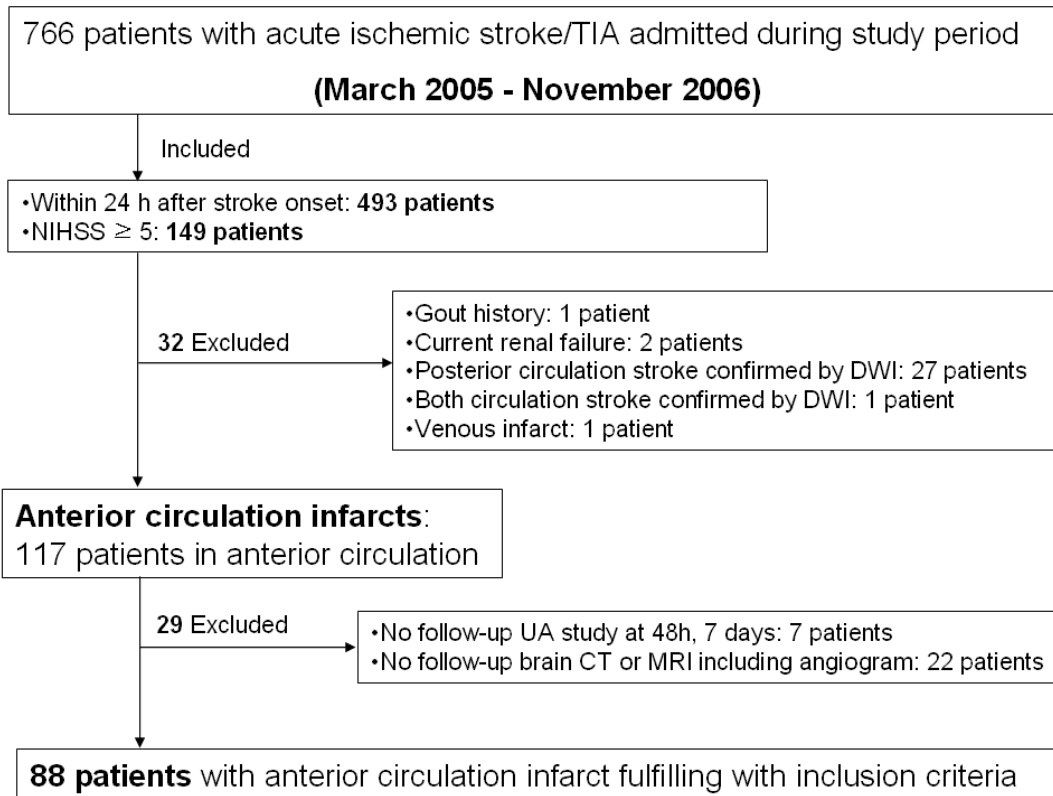 766 patients with acute ischemic stroke/TIA admitted during study period
(March 2005 - November 2006)
Included
•Within 24 h after stroke onset: 493 patients
•NIHSS ≥ 5: 149 patients
32 Excluded
•Gout history: 1 patient
•Current renal failure: 2 patients
•Posterior circulation stroke confirmed by DWI: 27 patients
•Both circulation stroke confirmed by DWI: 1 patient
•Venous infarct: 1 patient
Anterior circulation infarcts:
117 patients in anterior circulation
29 Excluded
•No follow-up UA study at 48h, 7 days: 7 patients
•No follow-up brain CT or MRI including angiogram: 22 patients
88 patients with anterior circulation infarct fulfilling with inclusion criteria